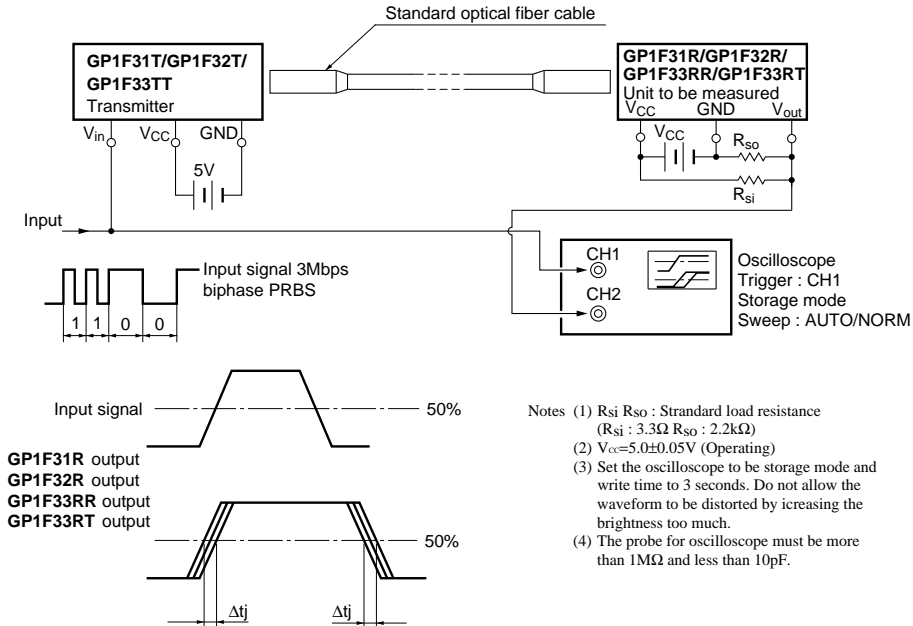 Standard optical fiber cable
GP1F31T/GP1F32T/
GP1F33TT
Transmitter
Vin
VCC
GND
5V
GP1F31R/GP1F32R/
GP1F33RR/GP1F33RT
Unit to be measured
VCC
GND
Vout
VCC
Rso
Rsi
Input
CH1
CH2
Oscilloscope
Trigger : CH1
Storage mode
Sweep : AUTO/NORM
Input signal 3Mbps
biphase PRBS
1 1 0 0
Input signal
50%
GP1F31R output
GP1F32R output
GP1F33RR output
GP1F33RT output
50%
Δtj
Δtj
Notes (1) Rsi Rso : Strandard load resistance
(Rsi : 3.3Ω Rso : 2.2kΩ)
(2) Vcc=5.0±0.05V (Operating)
(3) Set the oscilloscope to be storage mode and
write time to 3 seconds. Do not allow the
waveform to be distorted by icreasing the
brightness too much.
(4) The probe for oscilloscope must be more
than 1MΩ and less than 10pF.